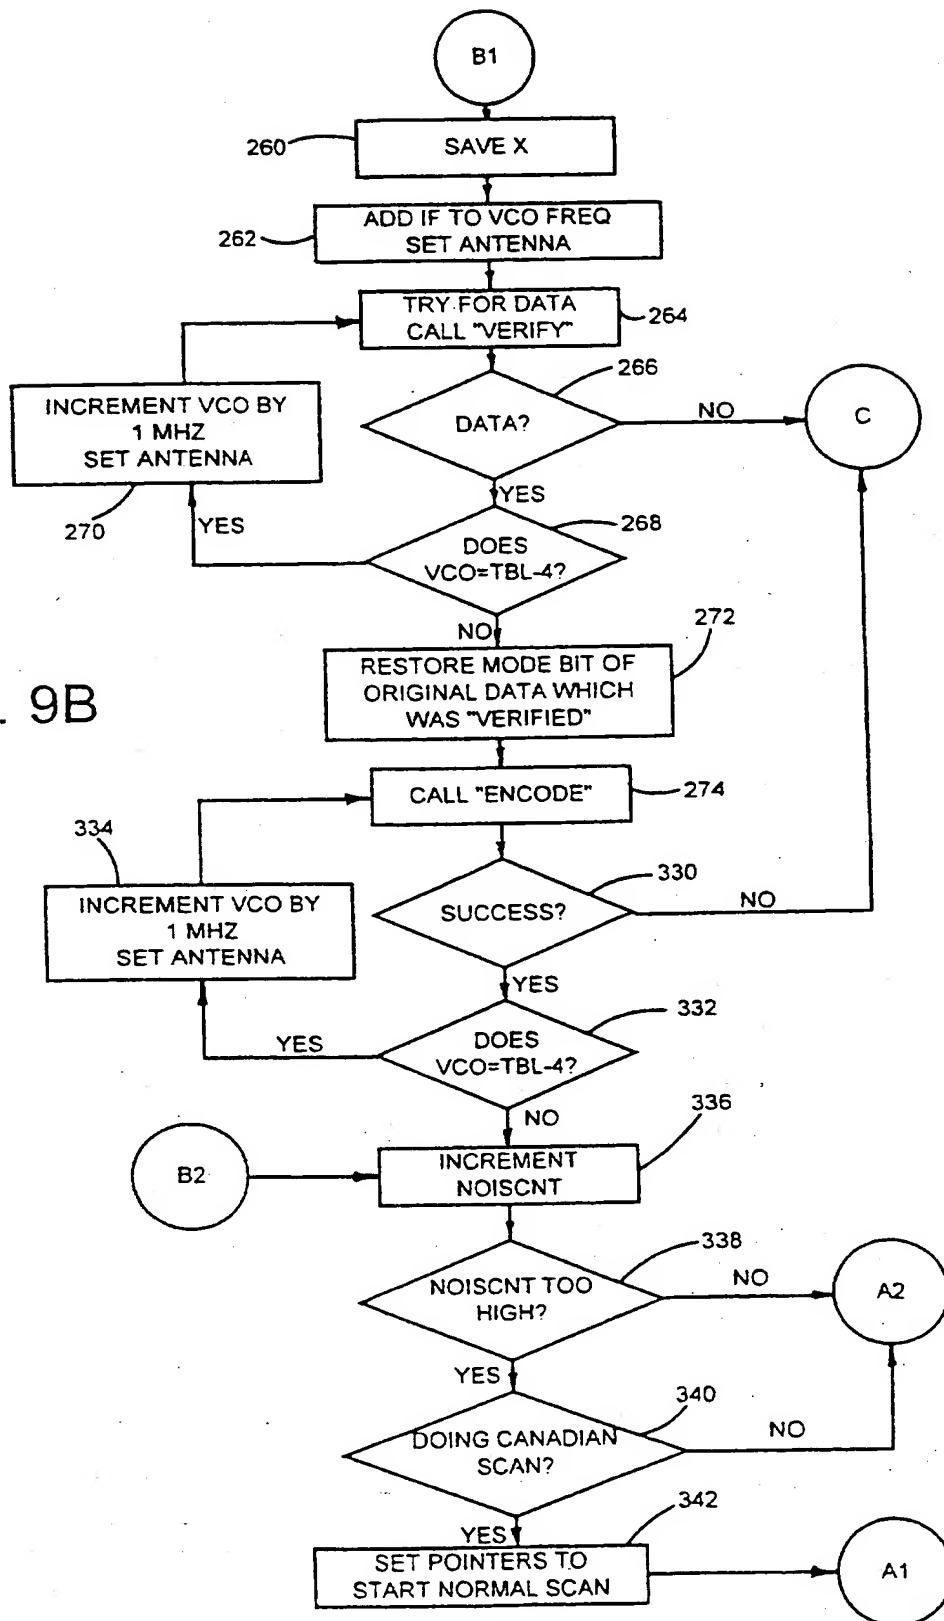 B1
260
SAVE X
262
ADD IF TO VCO FREQ
SET ANTENNA
TRY FOR DATA
CALL "VERIFY"
264
266
DATA?
NO
C
INCREMENT VCO BY
1 MHZ
SET ANTENNA
270
YES
YES
268
DOES
VCO=TBL-4?
NO
272
RESTORE MODE BIT OF
ORIGINAL DATA WHICH
WAS "VERIFIED"
. 9B
CALL "ENCODE"
274
334
330
SUCCESS?
NO
INCREMENT VCO BY
1 MHZ
SET ANTENNA
YES
YES
332
DOES
VCO=TBL-4?
NO
336
B2
INCREMENT
NOISCNT
338
NOISCNT TOO
HIGH?
NO
A2
YES
340
DOING CANADIAN
SCAN?
NO
YES
342
SET POINTERS TO
START NORMAL SCAN
A1